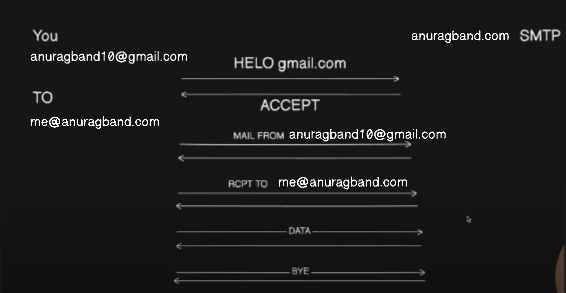 You
anuragband.com SMTP
anuragband10@gmail.com
HELO gmail.com
TO
ACCEPT
me@anuragband.com
MAIL FROM anuragband10@gmail.com
RCPT TO me@anuragband.com
DATA
BYE